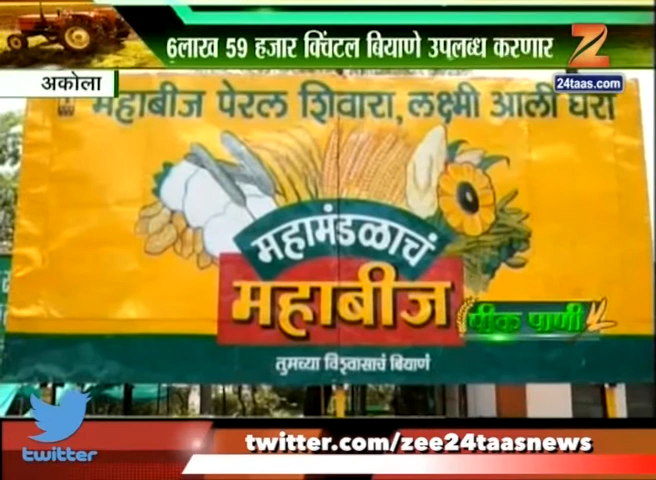 6लाख 59 हजार क्विंटल बियाणे उपलब्ध करणार
24taas.com
अकोला
महाबीज पेरल शिवारा, लक्ष्मी आली घरा
महामंडळाचं
महाबीज
पीक पाणी
तुमच्या विश्वासाचं बियाणं
twitter
twitter.com/zee24taasnews